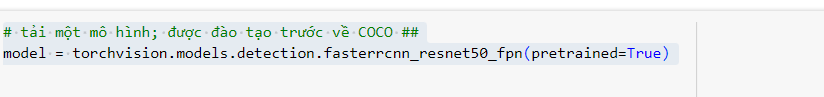 # tải một mô hình; được đào tạo trước về COCO ##
model = torchvision.models.detection.fasterrcnn_resnet50_fpn(pretrained=True)